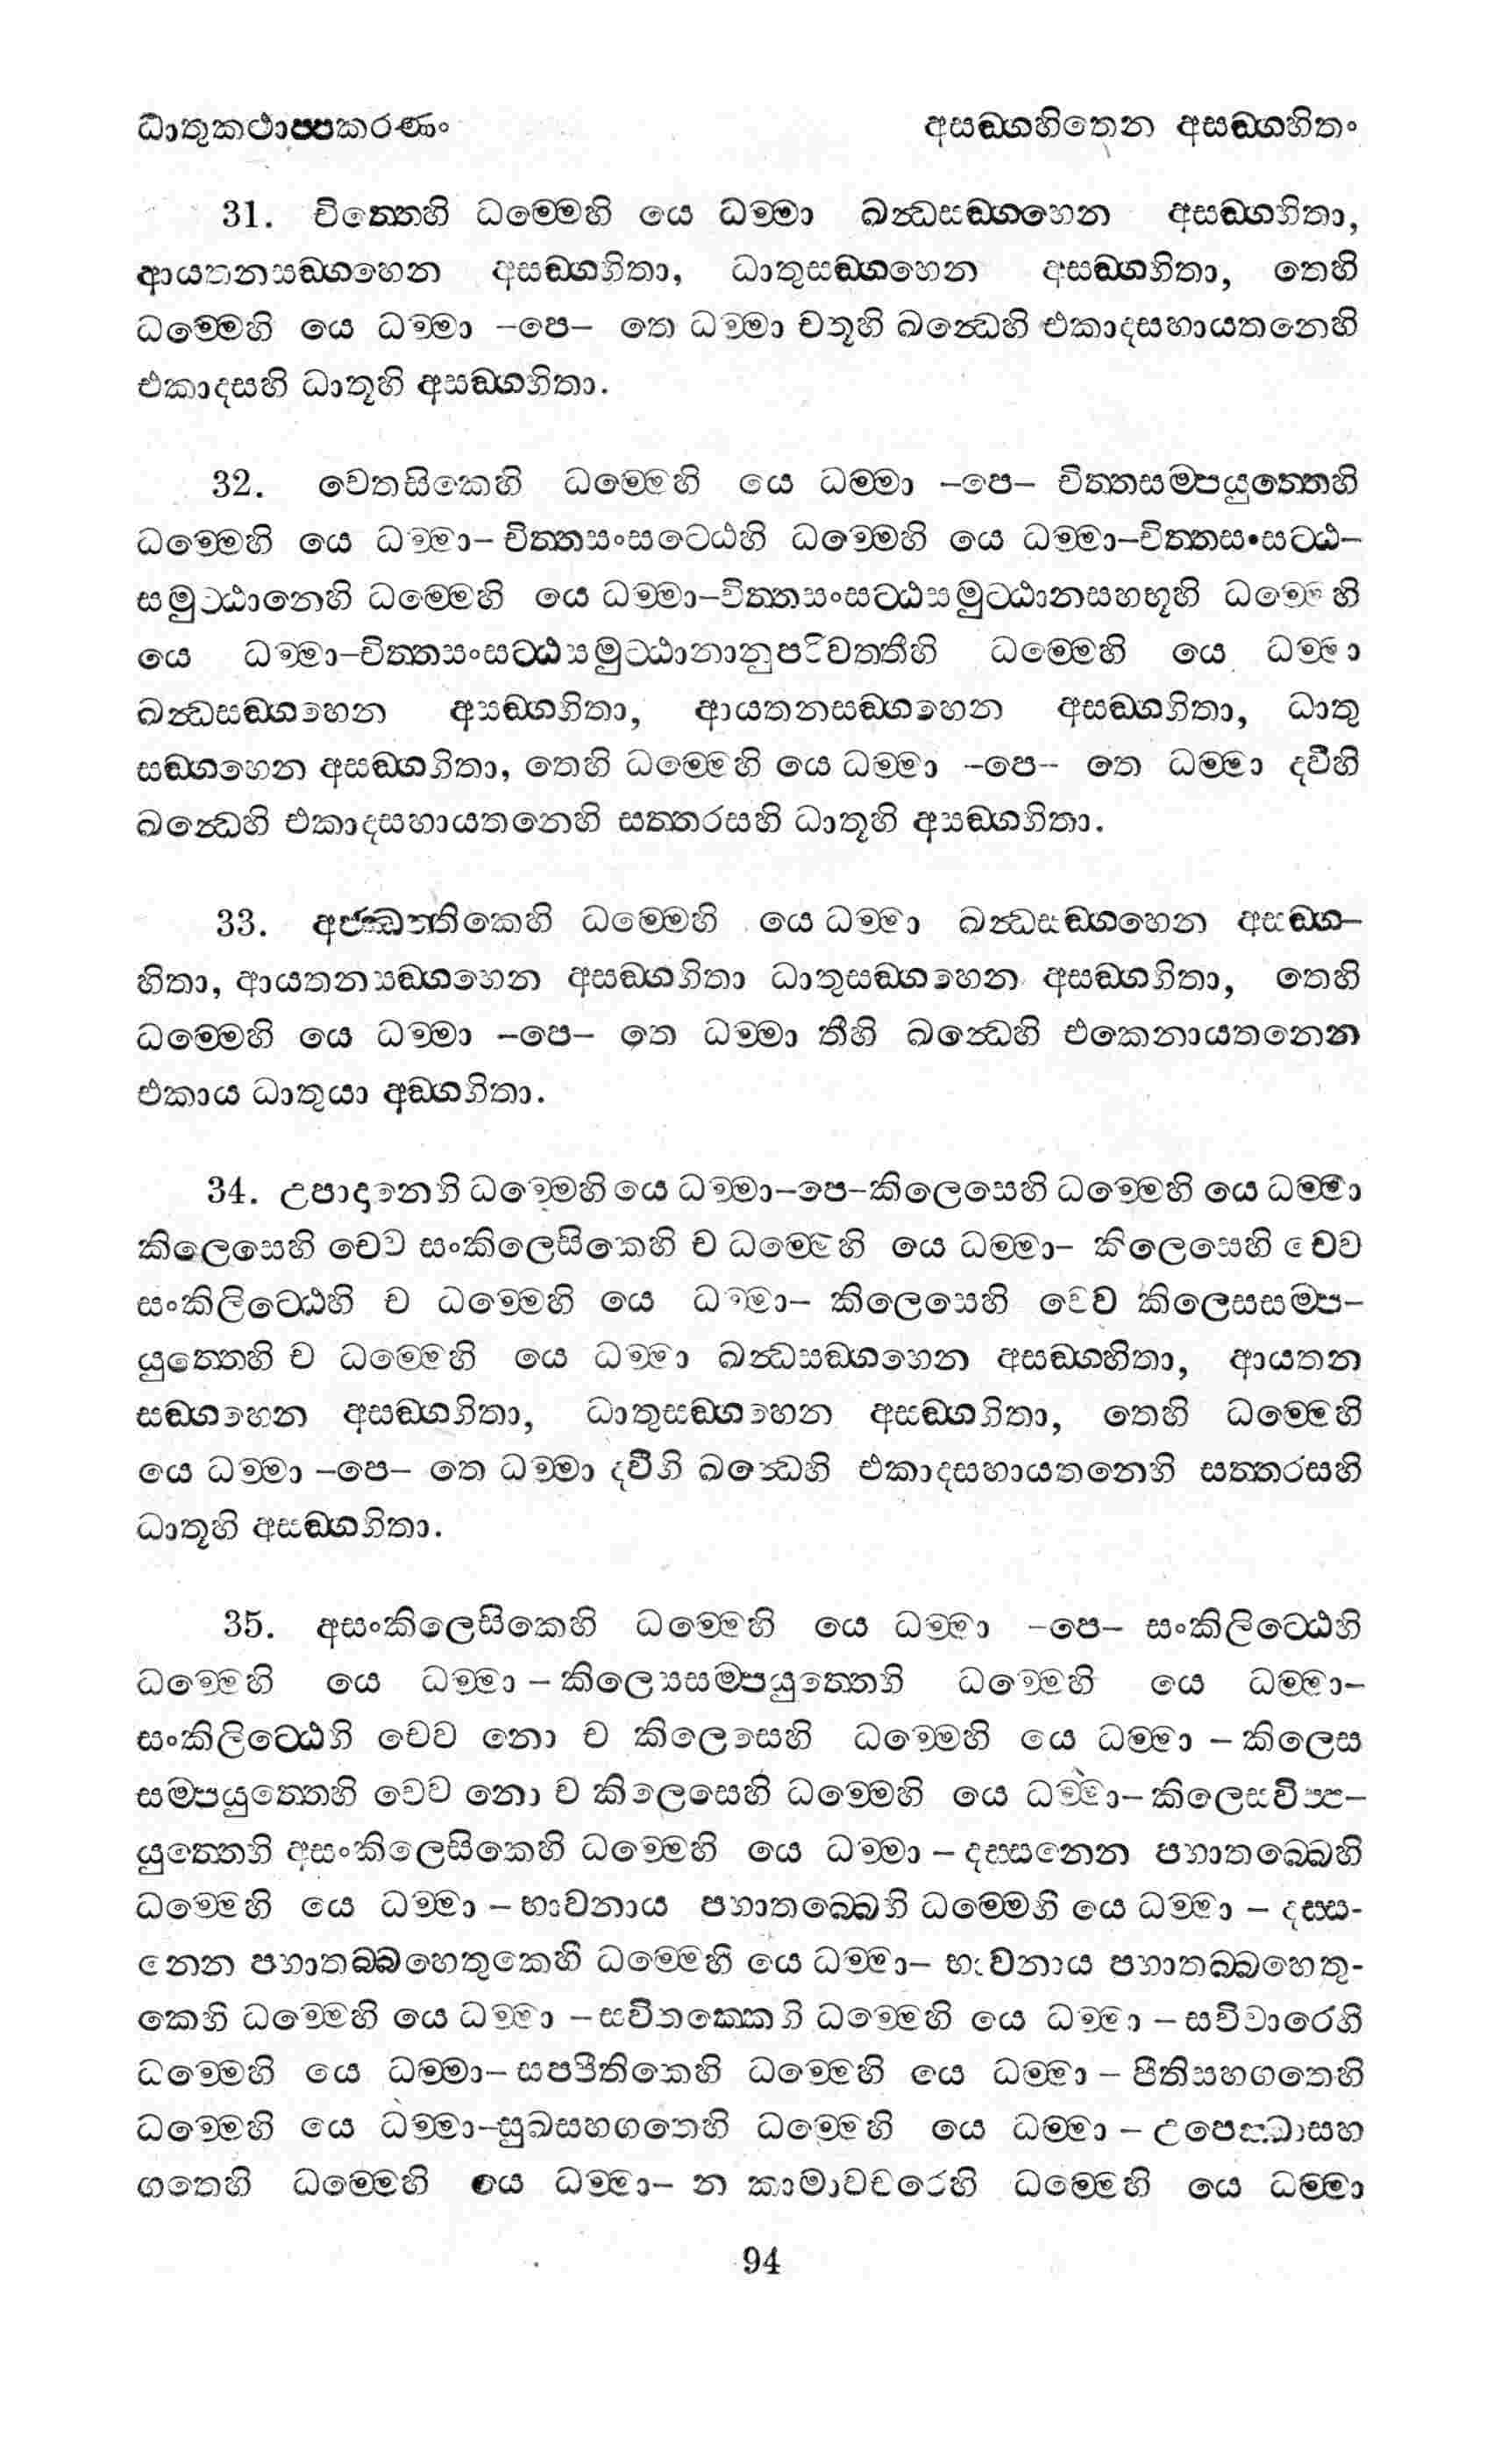 ධාතුකථාප්පකරණං අසඞ්ගහිතෙන අසඞ්ගහිතං
31. චිත්තෙහි ධම්මෙහි යෙ ධම්මා ඛන්ධසඞ්ගහෙන අසඞ්ගහිතා,
ආයතනසඞ්ගහෙන අසඞ්ගහිතා, ධාතුසඞ්ගහෙන අසඞ්ගහිතා, තෙහි
ධම්මෙහි යෙ ධම්මා –පෙ– තෙ ධම්මා චතූහි ඛන්ධෙහි එකාදසහායතනෙහි
එකාදසහි ධාතූහි අසඞ්ගහිතා.
32. චෙතසිකෙහි ධම්මෙහි යෙ ධම්මා –පෙ– චිත්තසම්පයුත්තෙහි
ධම්මෙහි යෙ ධම්මා– චිත්තසංසට්ඨෙහි ධම්මෙහි යෙ ධම්මා–චිත්තසංසට්ඨ–
සමුට්ඨානෙහි ධම්මෙහි යෙ ධම්මා–චිත්තසංසට්ඨසමුට්ඨානසහභූහි ධම්මෙහි
යෙ ධම්මා–චිත්තසංසට්ඨසමුට්ඨානානුපරිවත්තීහි ධම්මෙහි යෙ ධම්මා
ඛන්ධසඞ්ගහෙන අසඞ්ගහිතා, ආයතනසඞ්ගහෙන අසඞ්ගහිතා, ධාතු
සඞ්ගහෙන අසඞ්ගහිතා, තෙහි ධම්මෙහි යෙ ධම්මා –පෙ– තෙ ධම්මා ද්වීහි
ඛන්ධෙහි එකාදසහායතනෙහි සත්තරසහි ධාතූහි අසඞ්ගහිතා.
33. අජ්ඣත්තිකෙහි ධම්මෙහි යෙ ධම්මා ඛන්ධසඞ්ගහෙන අසඞ්ග–
හිතා, ආයතනසඞ්ගහෙන අසඞ්ගහිතා ධාතුසඞ්ගහෙන අසඞ්ගහිතා, තෙහි
ධම්මෙහි යෙ ධම්මා –පෙ– තෙ ධම්මා තීහි ඛන්ධෙහි එකෙනායතනෙන
එකාය ධාතුයා අඞ්ගහිතා.
34. උපාදානෙහි ධම්මෙහි යෙ ධම්මා–පෙ–කිලෙසෙහි ධම්මෙහි යෙ ධම්මා
කිලෙසෙහි චෙව සංකිලෙසිකෙහි ච ධම්මෙහි යෙ ධම්මා– කිලෙසෙහි චෙව
සංකිලිට්ඨෙහි ච ධම්මෙහි යෙ ධම්මා– කිලෙසෙහි චෙව කිලෙසසම්ප–
යුත්තෙහි ච ධම්මෙහි යෙ ධම්මා ඛන්ධසඞ්ගහෙන අසඞ්ගහිතා, ආයතන
සඞ්ගහෙන අසඞ්ගහිතා, ධාතුසඞ්ගහෙන අසඞ්ගහිතා, තෙහි ධම්මෙහි
යෙ ධම්මා –පෙ– තෙ ධම්මා ද්වීහි ඛන්ධෙහි එකාදසහායතනෙහි සත්තරසහි
ධාතූහි අසඞ්ගහිතා.
35. අසංකිලෙසිකෙහි ධම්මෙහි යෙ ධම්මා –පෙ– සංකිලිට්ඨෙහි
ධම්මෙහි යෙ ධම්මා – කිලෙසසම්පයුත්තෙහි ධම්මෙහි යෙ ධම්මා–
සංකිලිට්ඨෙහි චෙව නො ච කිලෙසෙහි ධම්මෙහි යෙ ධම්මා – කිලෙස
සම්පයුත්තෙහි චෙව නො ච කිලෙසෙහි ධම්මෙහි යෙ ධම්මා– කිලෙසවිප්ප–
යුත්තෙහි අසංකිලෙසිකෙහි ධම්මෙහි යෙ ධම්මා – දස්සනෙන පහාතබ්බෙහි
ධම්මෙහි යෙ ධම්මා – භාවනාය පහාතබ්බෙහි ධම්මෙහි යෙ ධම්මා – දස්ස-
නෙන පහාතබ්බහෙතුකෙහි ධම්මෙහි යෙ ධම්මා– භාවනාය පහාතබ්බහෙතු-
කෙහි ධම්මෙහි යෙ ධම්මා –සවිතක්කෙහි ධම්මෙහි යෙ ධම්මා – සවිචාරෙහි
ධම්මෙහි යෙ ධම්මා– සප්පීතිකෙහි ධම්මෙහි යෙ ධම්මා – පීතිසහගතෙහි
ධම්මෙහි යෙ ධම්මා–සුඛසහගතෙහි ධම්මෙහි යෙ ධම්මා – උපෙක්ඛාසහ
ගතෙහි ධම්මෙහි යෙ ධම්මා– න කාමාවචරෙහි ධම්මෙහි යෙ ධම්මා
94